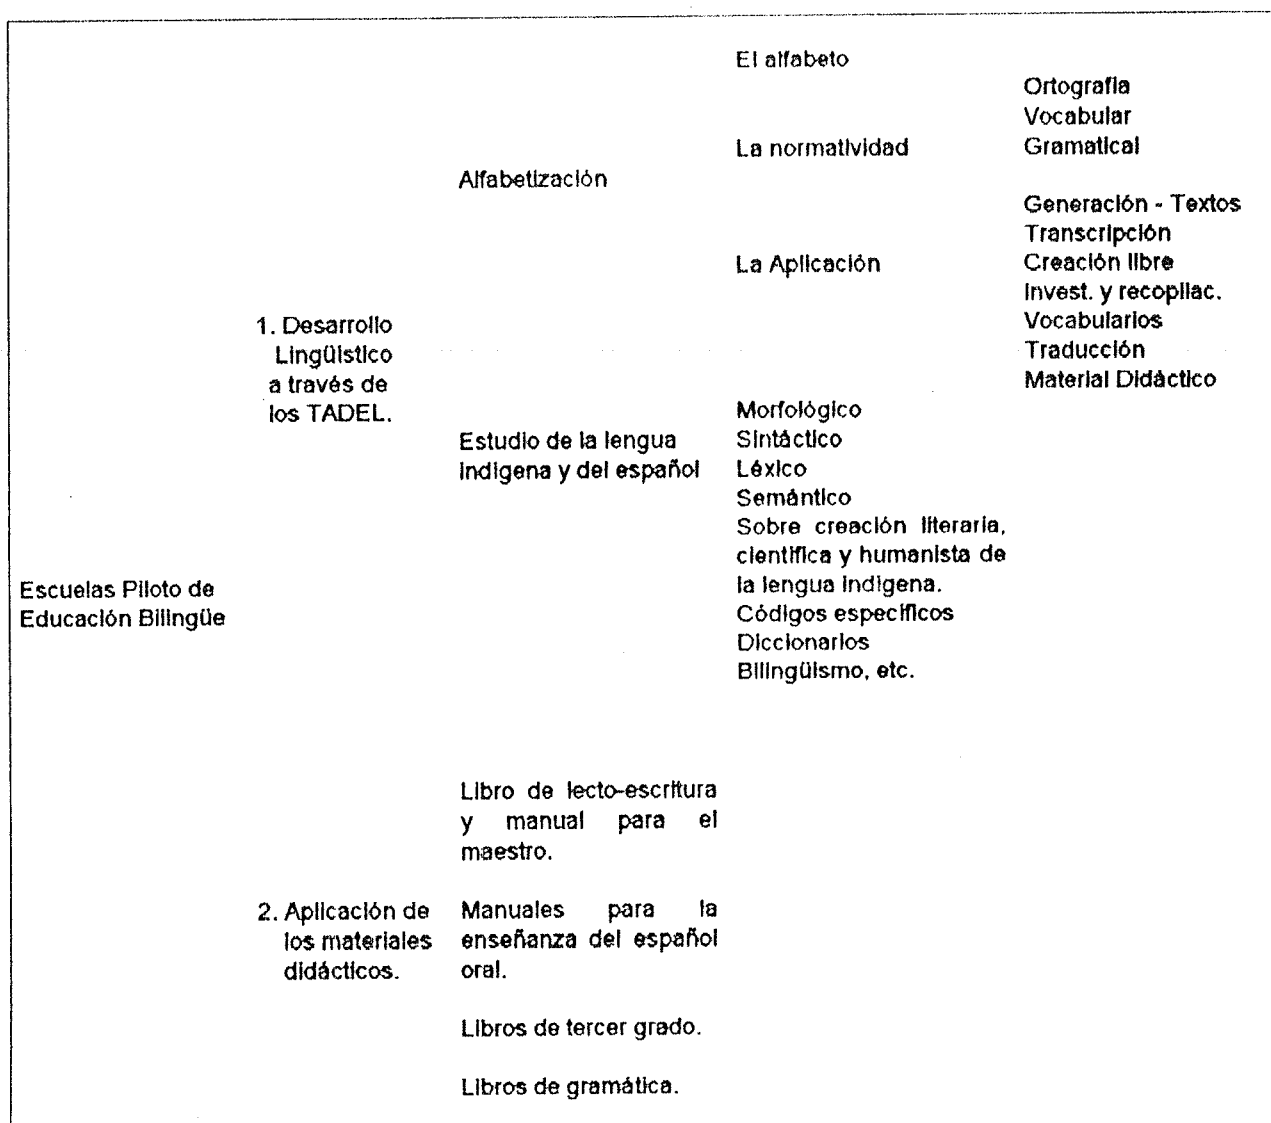 El alfabeto
Ortografía
Vocabular
La normatividad
Gramatical
Alfabetización
Generación - Textos
Transcripción
La Aplicación
Creación libre
Invest. y recopilac.
Vocabularios
Traducción
Material Didáctico
1. Desarrollo
Lingüístico
a través de
los TADEL.
Estudio de la lengua
indígena y del español
Morfológico
Sintáctico
Léxico
Semántico
Sobre creación literaria,
científica y humanista de
la lengua indígena.
Códigos específicos
Diccionarios
Bilingüismo, etc.
Escuelas Piloto de
Educación Bilingüe
2. Aplicación de
los materiales
didácticos.
Libro de lecto-escritura
y manual para el
maestro.
Manuales para la
enseñanza del español
oral.
Libros de tercer grado.
Libros de gramática.